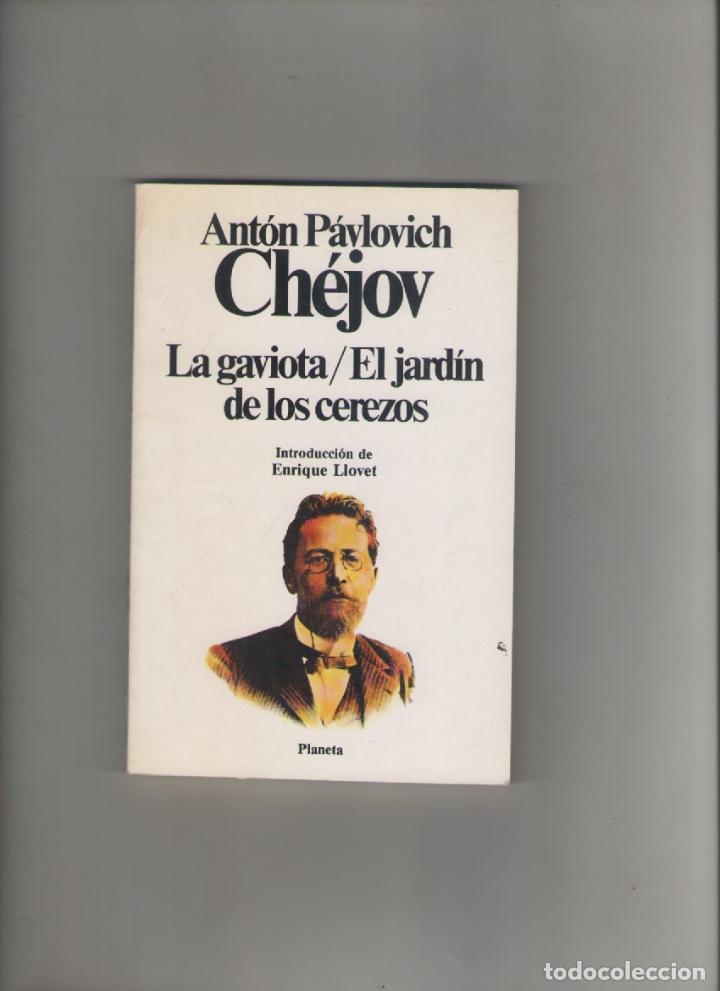 Antón Pávlovich
Chéjov
La gaviota/El jardín
de los cerezos
Introducción de
Enrique Llovet
Planeta
todocoleccion